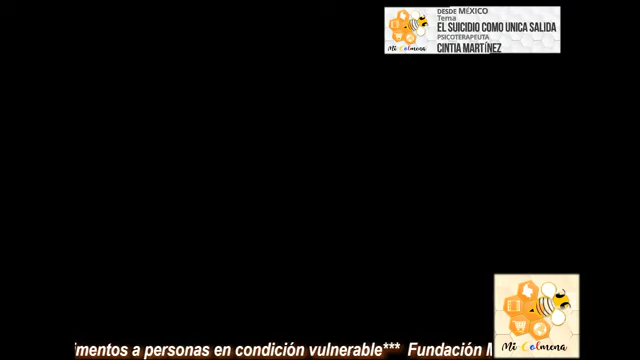 DESDE MÉXICO
Tema
EL SUICIDIO COMO UNICA SALIDA
PSICOTERAPEUTA
CINTIA MARTÍNEZ
Mi Colmena
Mi Colmena
imentos a personas en condición vulnerable*** Fundación M